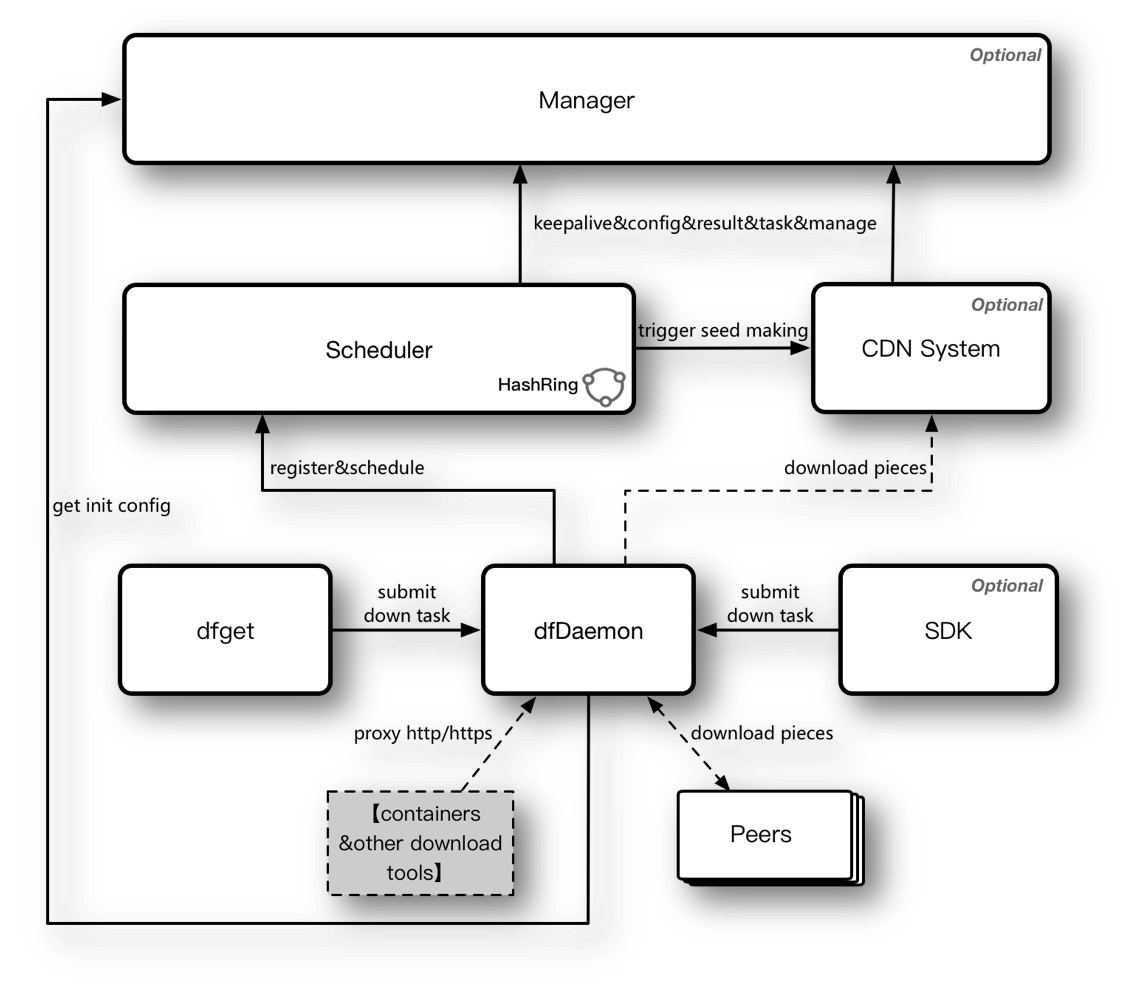 Optional
Manager
keepalive&config&result&task&manage
Scheduler
HashRing
trigger seed making
Optional
CDN System
register&schedule
download pieces
get init config
dfget
submit
down task
dfDaemon
submit
down task
Optional
SDK
proxy http/https
download pieces
【containers
&other download
tools】
Peers